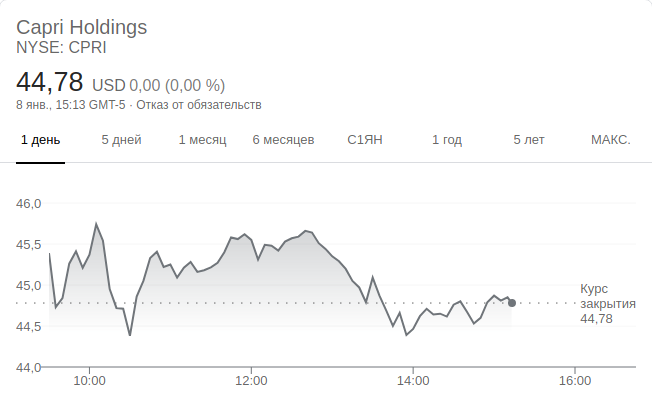 Capri Holdings
NYSE: CPRI
44,78 USD 0,00 (0,00 %)
8 янв., 15:13 GMT-5 · Отказ от обязательств
1 день 5 дней 1 месяц 6 месяцев С1ЯН 1 год 5 лет МАКС.
46,0
45,5
45,0
Курс
закрытия
44,78
44,5
44,0
10:00 12:00 14:00 16:00